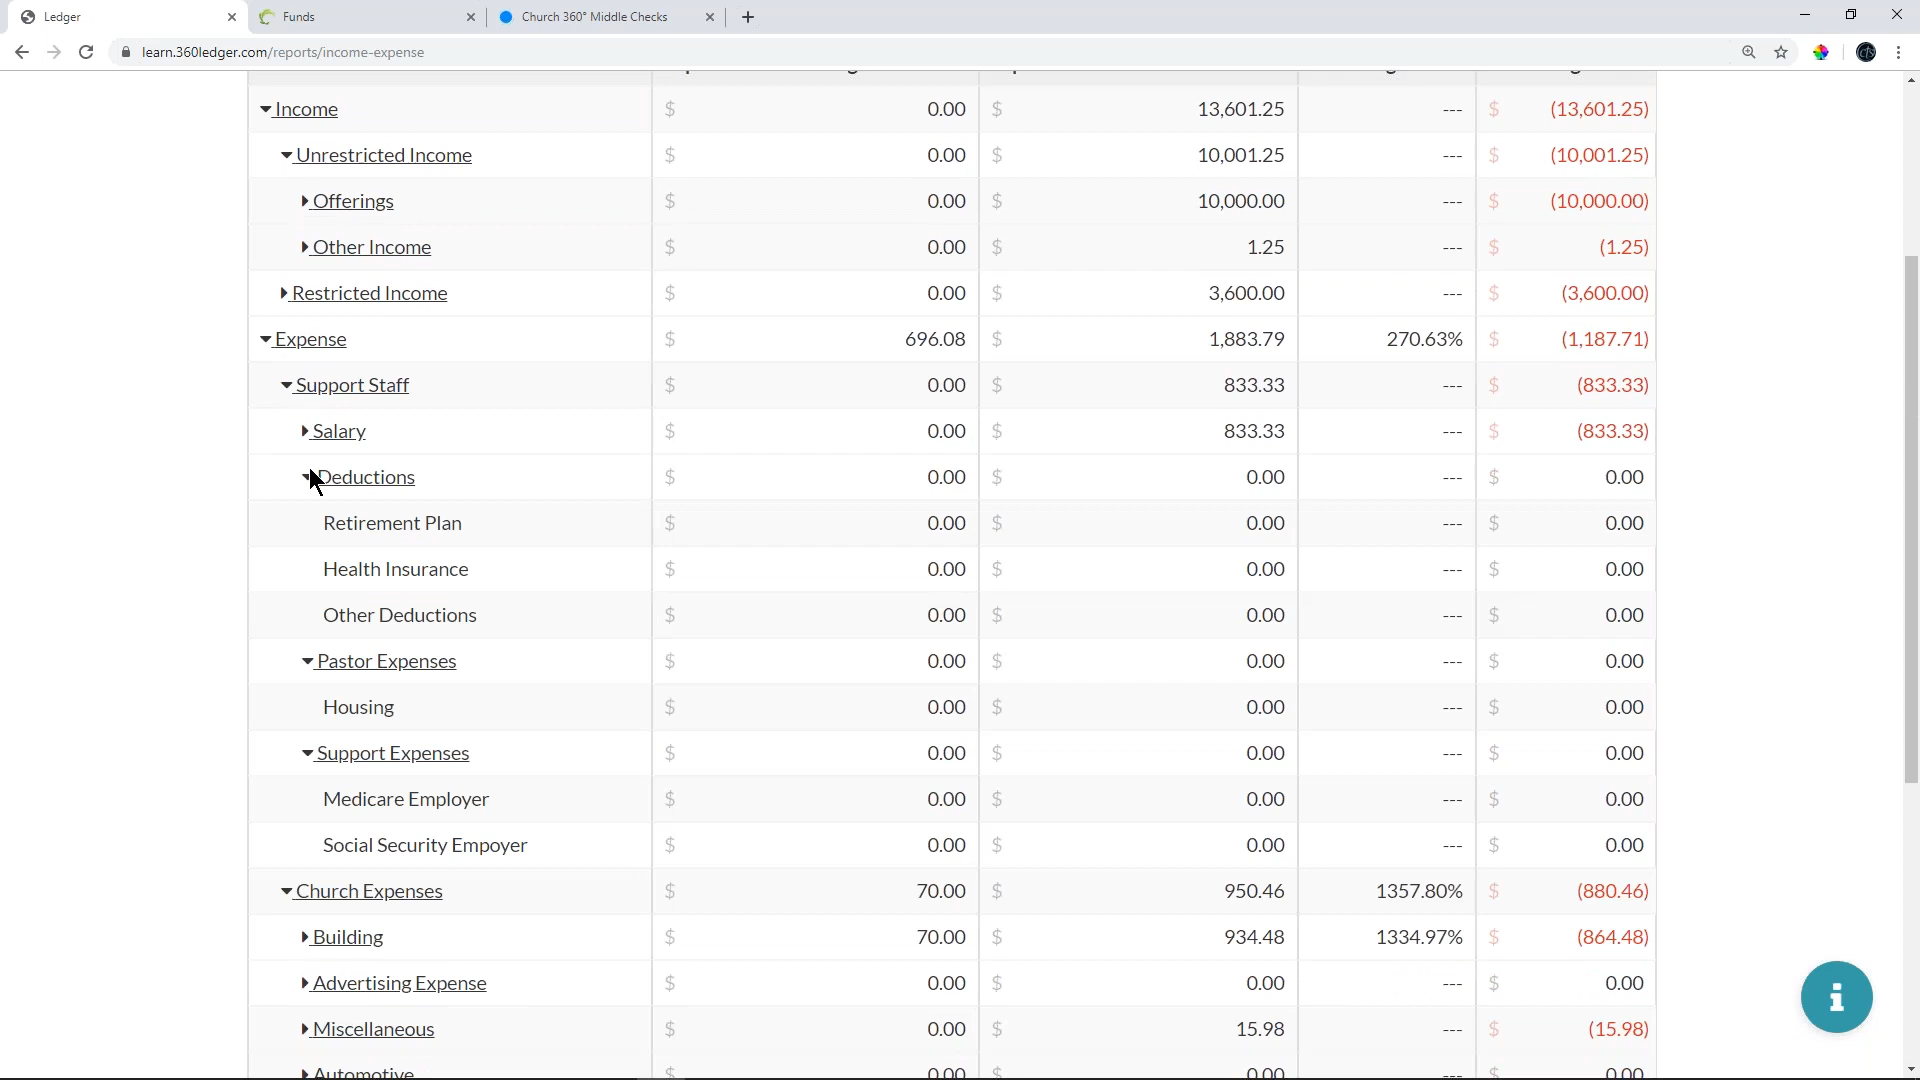 Ledger
Funds
Church 360° Middle Checks
learn.360ledger.com/reports/income-expense
Income $ 0.00 $ 13,601.25 --- $ (13,601.25)
Unrestricted Income $ 0.00 $ 10,001.25 --- $ (10,001.25)
Offerings $ 0.00 $ 10,000.00 --- $ (10,000.00)
Other Income $ 0.00 $ 1.25 --- $ (1.25)
Restricted Income $ 0.00 $ 3,600.00 --- $ (3,600.00)
Expense $ 696.08 $ 1,883.79 270.63% $ (1,187.71)
Support Staff $ 0.00 $ 833.33 --- $ (833.33)
Salary $ 0.00 $ 833.33 --- $ (833.33)
Deductions $ 0.00 $ 0.00 --- $ 0.00
Retirement Plan $ 0.00 $ 0.00 --- $ 0.00
Health Insurance $ 0.00 $ 0.00 --- $ 0.00
Other Deductions $ 0.00 $ 0.00 --- $ 0.00
Pastor Expenses $ 0.00 $ 0.00 --- $ 0.00
Housing $ 0.00 $ 0.00 --- $ 0.00
Support Expenses $ 0.00 $ 0.00 --- $ 0.00
Medicare Employer $ 0.00 $ 0.00 --- $ 0.00
Social Security Empoyer $ 0.00 $ 0.00 --- $ 0.00
Church Expenses $ 70.00 $ 950.46 1357.80% $ (880.46)
Building $ 70.00 $ 934.48 1334.97% $ (864.48)
Advertising Expense $ 0.00 $ 0.00 --- $ 0.00
Miscellaneous $ 0.00 $ 15.98 --- $ (15.98)
Automotive $ 0.00 $ 0.00 --- $ 0.00